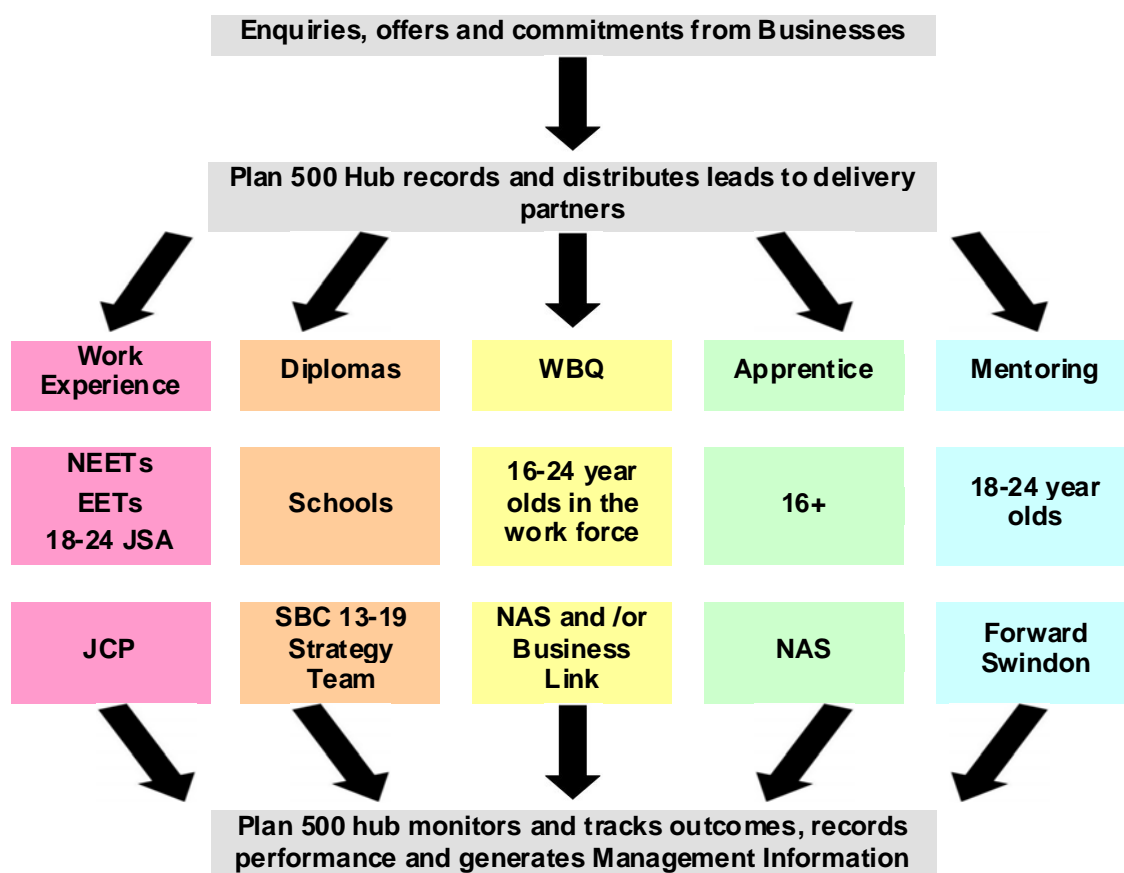 Enquiries, offers and commitments from Businesses
Plan 500 Hub records and distributes leads to delivery
partners
Work
Experience
Diplomas
WBQ
Apprentice
Mentoring
NEETs
EETs
18-24 JSA
Schools
16-24 year
olds in the
work force
16+
18-24 year
olds
JCP
SBC 13-19
Strategy
Team
NAS and /or
Business
Link
NAS
Forward
Swindon
Plan 500 hub monitors and tracks outcomes, records
performance and generates Management Information